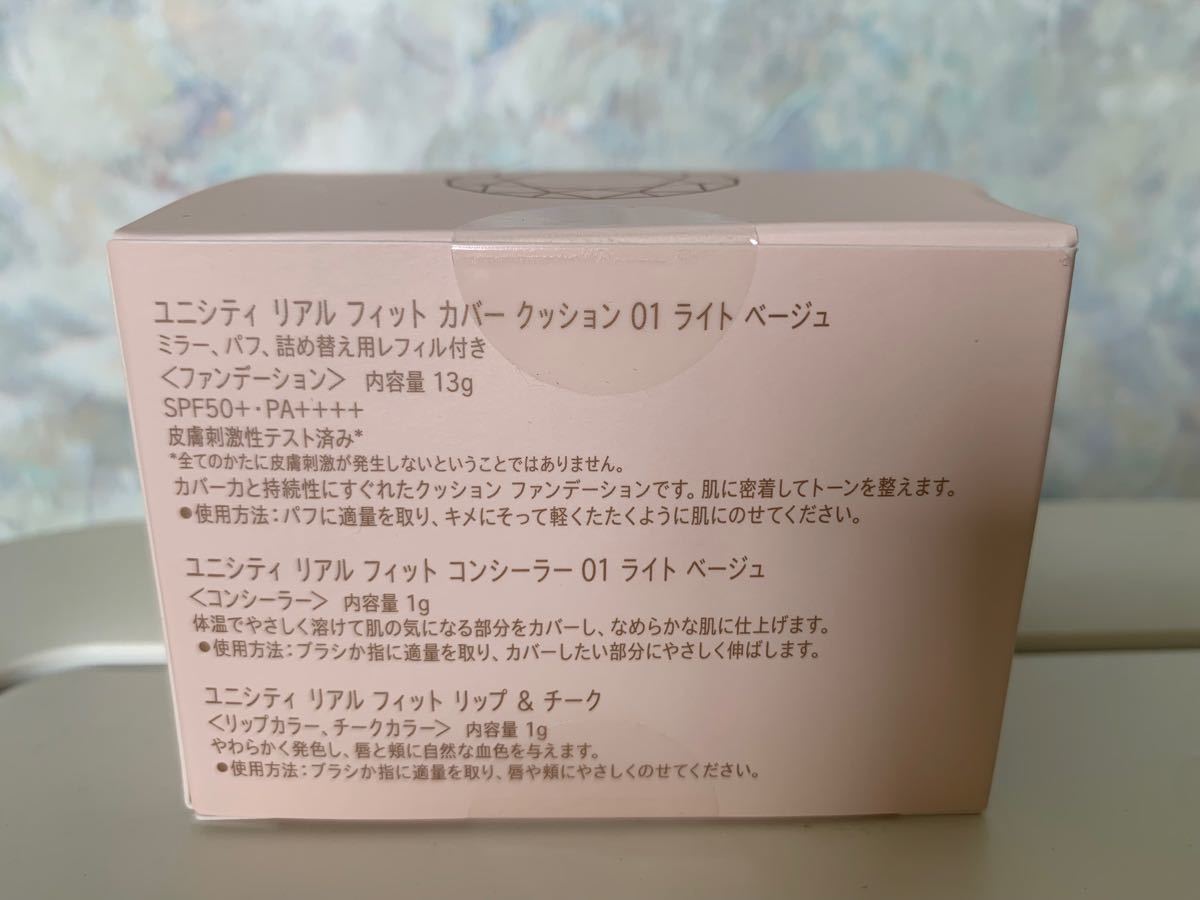 ユニシティ リアル フィット カバー クッション 01 ライト ベージュ
ミラー、パフ、詰め替え用レフィル付き
<ファンデーション> 内容量 13g
SPF50+・PA++++
皮膚刺激性テスト済み*
*全てのかたに皮膚刺激が発生しないということではありません。
カバー力と持続性にすぐれたクッション ファンデーションです。肌に密着してトーンを整えます。
●使用方法：パフに適量を取り、キメにそって軽くたたくように肌にのせてください。
ユニシティ リアル フィット コンシーラー 01 ライト ベージュ
<コンシーラー> 内容量 1g
体温でやさしく溶けて肌の気になる部分をカバーし、なめらかな肌に仕上げます。
●使用方法：ブラシか指に適量を取り、カバーしたい部分にやさしく伸ばします。
ユニシティ リアル フィット リップ & チーク
<リップカラー、チークカラー> 内容量 1g
やわらかく発色し、唇と頬に自然な血色を与えます。
●使用方法：ブラシか指に適量を取り、唇や頬にやさしくのせてください。